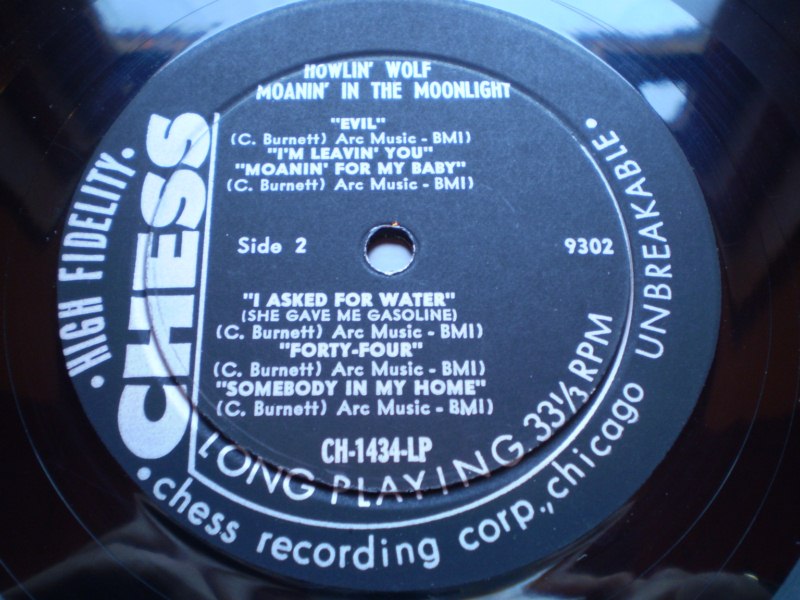 HOWLIN' WOLF
MOANIN' IN THE MOONLIGHT
"EVIL"
(C. Burnett) Arc Music - BMI)
"I'M LEAVIN' YOU"
"MOANIN' FOR MY BABY"
(C. Burnett) Arc Music - BMI)
Side 2
9302
"I ASKED FOR WATER"
(SHE GAVE ME GASOLINE)
(C. Burnett) Arc Music - BMI)
"FORTY-FOUR"
(C. Burnett) Arc Music - BMI)
"SOMEBODY IN MY HOME"
(C. Burnett) Arc Music - BMI)
CH-1434-LP
CHESS
LONG PLAYING 33⅓ RPM
• HIGH FIDELITY •
• chess recording corp., chicago UNBREAKABLE •